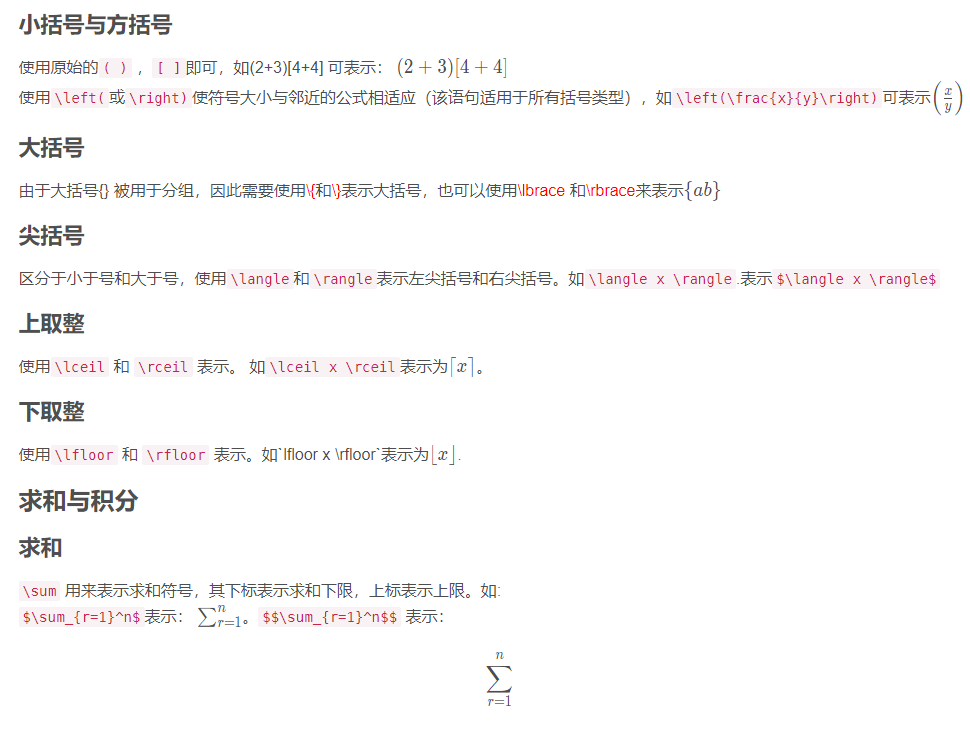 小括号与方括号
使用原始的 ( ) ， [ ] 即可，如(2+3)[4+4] 可表示： (2 + 3)[4 + 4]
使用 \left( 或 \right) 使符号大小与邻近的公式相适应（该语句适用于所有括号类型），如 \left(\frac{x}{y}\right) 可表示(x/y)
大括号
由于大括号{} 被用于分组，因此需要使用\{和\}表示大括号，也可以使用\lbrace 和\rbrace来表示{ab}
尖括号
区分于小于号和大于号，使用 \langle 和 \rangle 表示左尖括号和右尖括号。如 \langle x \rangle .表示 $\langle x \rangle$
上取整
使用 \lceil 和 \rceil 表示。 如 \lceil x \rceil 表示为⌈x⌉。
下取整
使用 \lfloor 和 \rfloor 表示。如`lfloor x \rfloor`表示为⌊x⌋.
求和与积分
求和
\sum 用来表示求和符号，其下标表示求和下限，上标表示上限。如:
$\sum_{r=1}^n$ 表示： ∑_{r=1}^n。 $$\sum_{r=1}^n$$ 表示：
n
∑
r=1